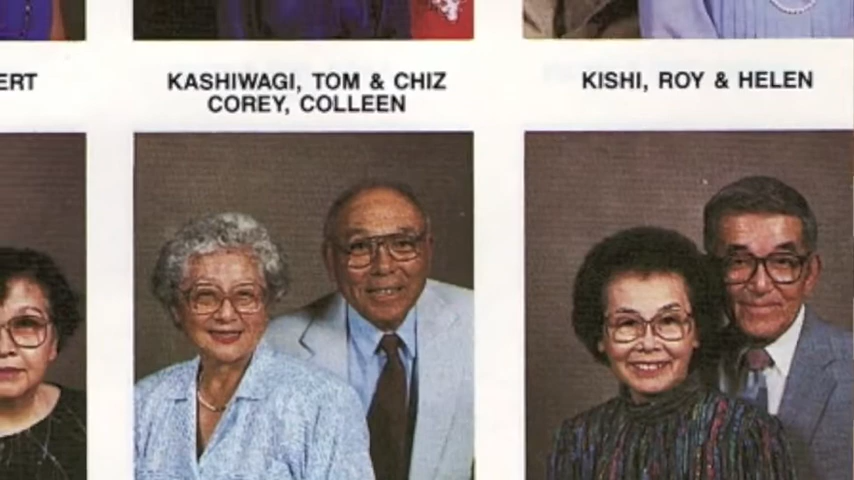 ERT
KASHIWAGI, TOM & CHIZ
COREY, COLLEEN
KISHI, ROY & HELEN